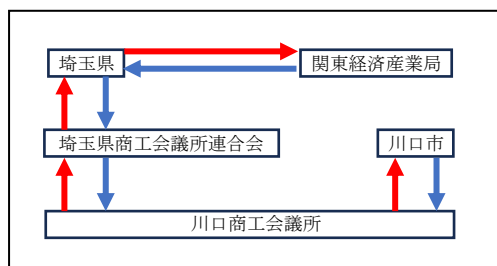 埼玉県
関東経済産業局
埼玉県商工会議所連合会
川口市
川口商工会議所